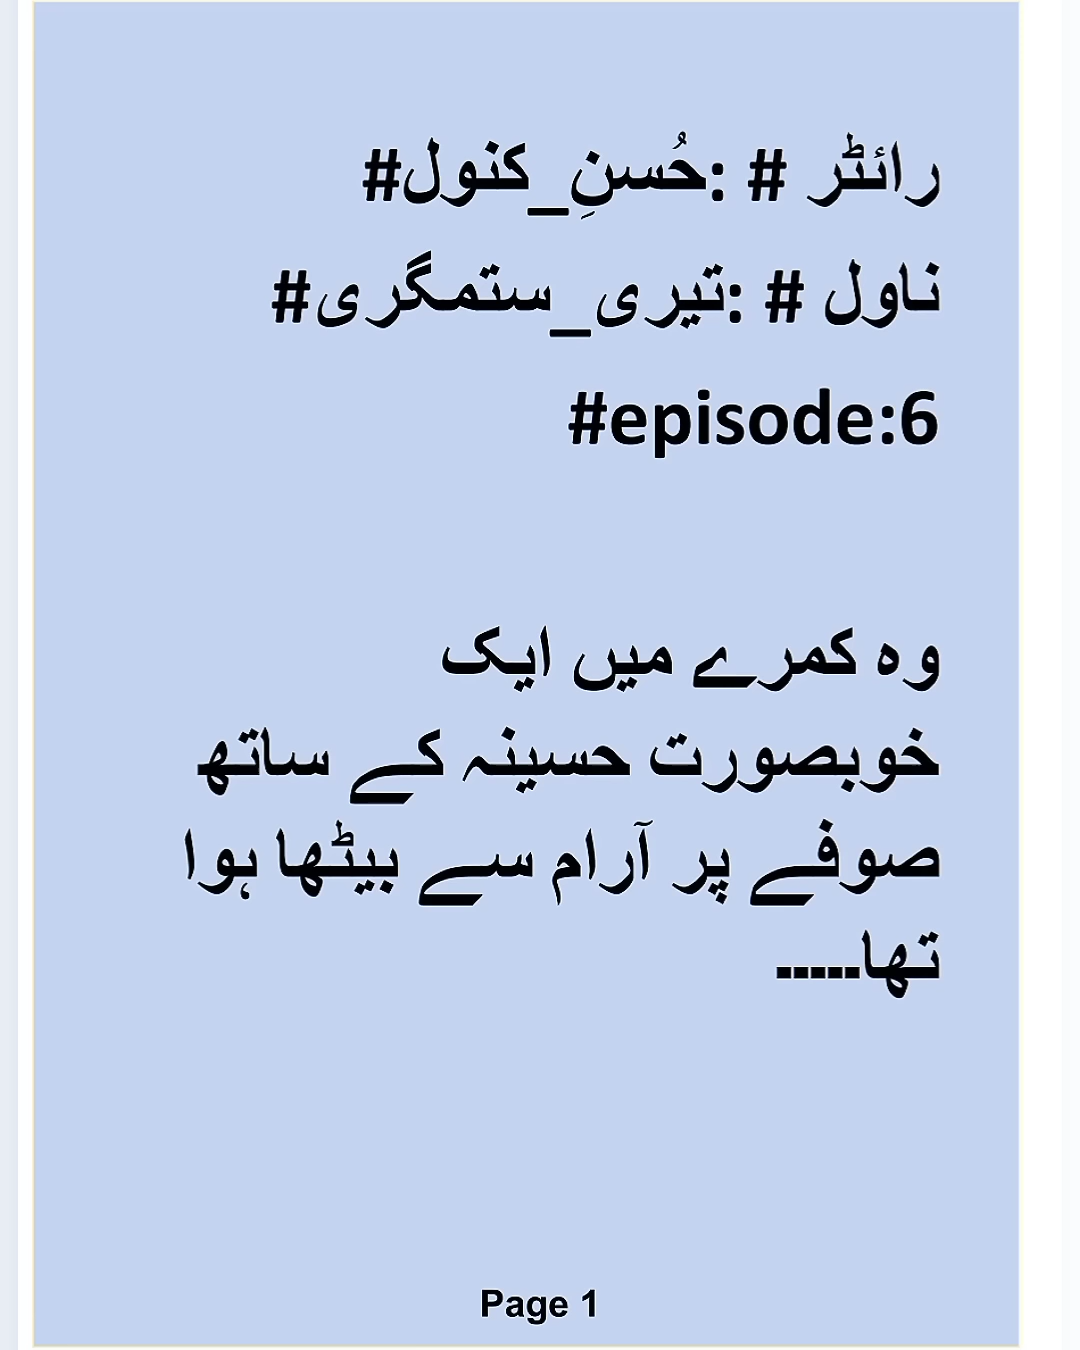 رائٹر # :حُسنِ_کنول#
ناول # :تیری_ستمگری#
#episode:6
وہ کمرے میں ایک
خوبصورت حسینہ کے ساتھ
صوفے پر آرام سے بیٹھا ہوا
تھا.....
Page 1